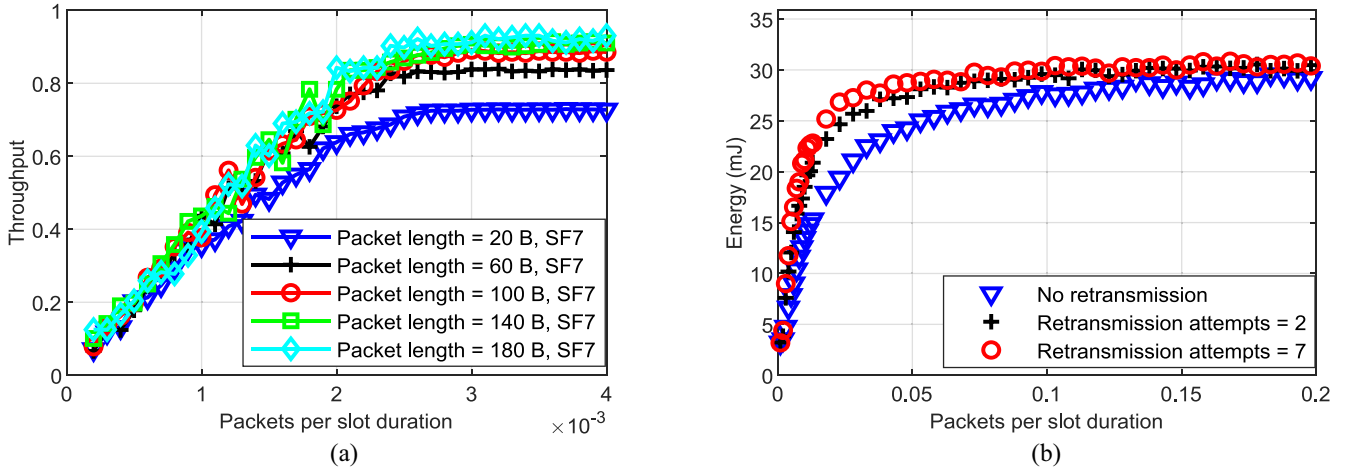 1
0.8
0.6
0.4
0.2
0
Throughput
Packet length = 20 B, SF7
Packet length = 60 B, SF7
Packet length = 100 B, SF7
Packet length = 140 B, SF7
Packet length = 180 B, SF7
0 1 2 3 4
Packets per slot duration
× 10⁻³
(a)
35
30
25
20
15
10
5
0
Energy (mJ)
No retransmission
Retransmission attempts = 2
Retransmission attempts = 7
0 0.05 0.1 0.15 0.2
Packets per slot duration
(b)